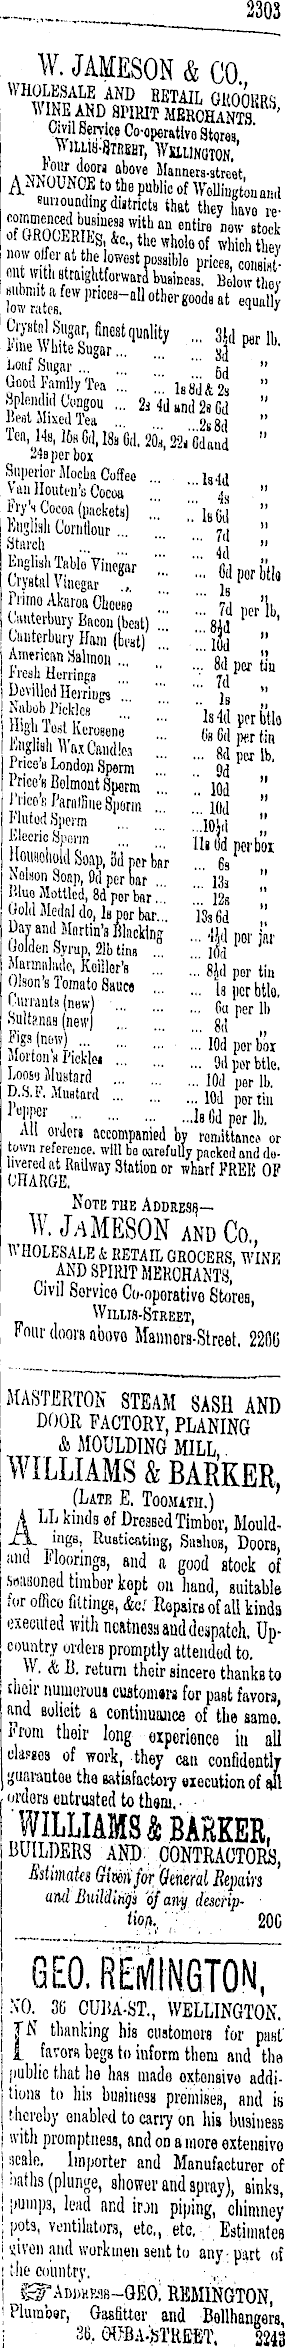 2303
W. JAMESON & CO.,
WHOLESALE AND RETAIL GROCERS,
WINE AND SPIRIT MERCHANTS.
Civil Service Co-operative Stores,
WILLIS-STREET, WELLINGTON.
Four doors above Manners-street,
ANNOUNCE to the public of Wellington and
surrounding districts that they have re-
commenced business with an entire new stock
of GROCERIES, &c., the whole of which they
now offer at the lowest possible prices, consist-
ent with straightforward business. Below they
submit a few prices—all other goods at equally
low rates.
Crystal Sugar, finest quality ... 3½d per lb.
Fine White Sugar ... ... ... 3d ,,
Loaf Sugar ... ... ... 5d ,,
Good Family Tea ... ... 1s 8d & 2s ,,
Splendid Congou ... 2s 4d and 2s 6d ,,
Best Mixed Tea ... ... ...2s 8d ,,
Tea, 14s, 16s 6d, 18s 6d, 20s, 22s 6d and
24s per box
Superior Mocha Coffee ... ... 1s 4d ,,
Van Houten's Cocoa ... ... 4s ,,
Fry's Cocoa (packets) ... .. 1s 6d ,,
English Cornflour ... ... ... 7d ,,
Starch ... ... ... ... 4d ,,
English Table Vinegar ... 6d per btle
Crystal Vinegar ... ... ... 1s ,,
Primo Akaroa Cheese ... 7d per lb,
Canterbury Bacon (best) ... ...8½d ,,
Canterbury Ham (best) ... ... 10d ,,
American Salmon ... .. ... 8d per tin
Fresh Herrings ... ... ... 7d ,,
Devilled Herrings ... ... .. 1s ,,
Nabob Pickles ... ... 1s 4d per btle
High Test Kerosene 6s 6d per tin
English Wax Candles ... 8d per lb.
Price's London Sperm ... .. 9d ,,
Price's Belmont Sperm .. 10d ,,
Price's Paraffine Sperm ... 10d ,,
Fluted Sperm ... ... ...10½d ,,
Elecric Sperm ... 11s 6d per box
Household Soap, 3d per bar ... 6s ,,
Nelson Soap, 9d per bar ... ... 13s ,,
Blue Mottled, 8d per bar ... ... 12s ,,
Gold Medal do, 1s per bar... 13s 6d ,,
Day and Martin's Blacking ... 4½d per jar
Golden Syrup, 2lb tins ... ... 10d
Marmalade, Keiller's ... 8½d per tin
Olson's Tomato Sauce ... 1s per btle.
Currants (new) ... ... ... 6d per lb
Sultanas (new) ... ... ... 8d ,,
Figs (new) ... ... ... 10d per box
Morton's Pickles ... ... 9d per btle.
Loose Mustard ... ... 10d per lb.
D.S.F. Mustard ... ... 10d per tin
Pepper ... ... ... ...1s 6d per lb.
All orders accompanied by remittance or
town reference, will be carefully packed and de-
livered at Railway Station or wharf FREE OF
CHARGE.
NOTE THE ADDRESS—
W. JAMESON AND CO.,
WHOLESALE & RETAIL GROCERS, WINE
AND SPIRIT MERCHANTS,
Civil Service Co-operative Stores,
WILLIS-STREET,
Four doors above Manners-Street. 2206
MASTERTON STEAM SASH AND
DOOR FACTORY, PLANING
& MOULDING MILL,
WILLIAMS & BARKER,
(LATE E. TOOMATH.)
ALL kinds of Dressed Timber, Mould-
ings, Rusticating, Sashes, Doors,
and Floorings, and a good stock of
seasoned timber kept on hand, suitable
for office fittings, &c. Repairs of all kinds
executed with neatness and despatch. Up-
country orders promptly attended to.
W. & B. return their sincere thanks to
their numerous customers for past favors,
and solicit a continuance of the same.
From their long experience in all
classes of work, they can confidently
guarantee the satisfactory execution of all
orders entrusted to them.
WILLIAMS & BARKER,
BUILDERS AND CONTRACTORS,
Estimates Given for General Repairs
and Buildings of any descrip-
tion. 206
GEO. REMINGTON,
NO. 36 CUBA-ST., WELLINGTON.
IN thanking his customers for past
favors begs to inform them and the
public that he has made extensive addi-
tions to his business premises, and is
thereby enabled to carry on his business
with promptness, and on a more extensive
scale. Importer and Manufacturer of
baths (plunge, shower and spray), sinks,
pumps, lead and iron piping, chimney
pots, ventilators, etc., etc. Estimates
given and workmen sent to any part of
the country.
☞ ADDRESS—GEO. REMINGTON,
Plumber, Gasfitter and Bellhangers,
36, CUBA-STREET. 2243